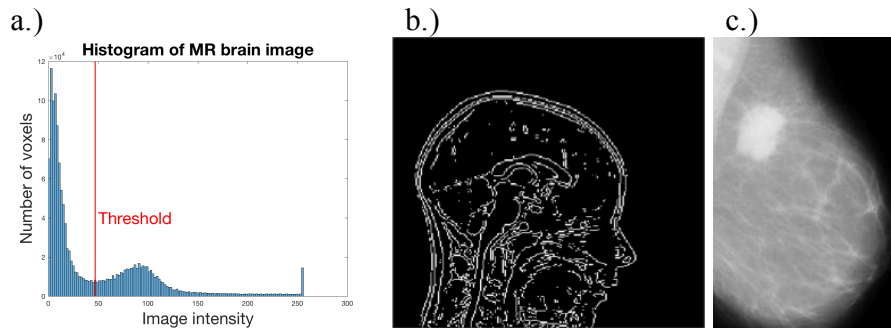 a.)
b.)
c.)
Histogram of MR brain image
×10⁴
12
10
8
6
4
2
0
Number of voxels
Threshold
0 50 100 150 200 250 300
Image intensity